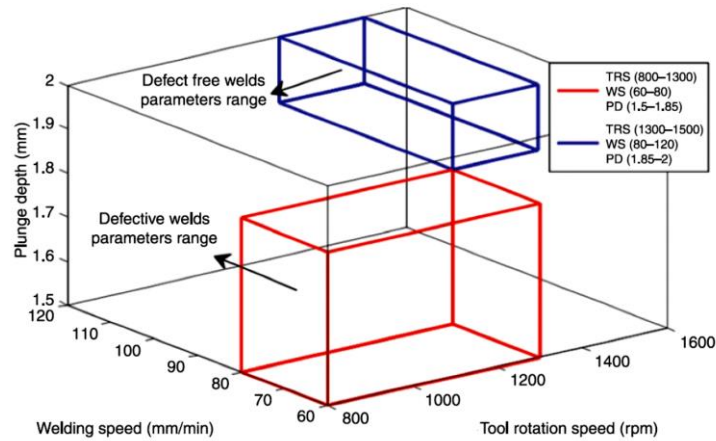 Defect free welds
parameters range
TRS (800–1300)
WS (60–80)
PD (1.5–1.85)
TRS (1300–1500)
WS (80–120)
PD (1.85–2)
Defective welds
parameters range
Plunge depth (mm)
2
1.9
1.8
1.7
1.6
1.5
120
110
100
90
80
70
60
800
1000
1200
1400
1600
Welding speed (mm/min)
Tool rotation speed (rpm)